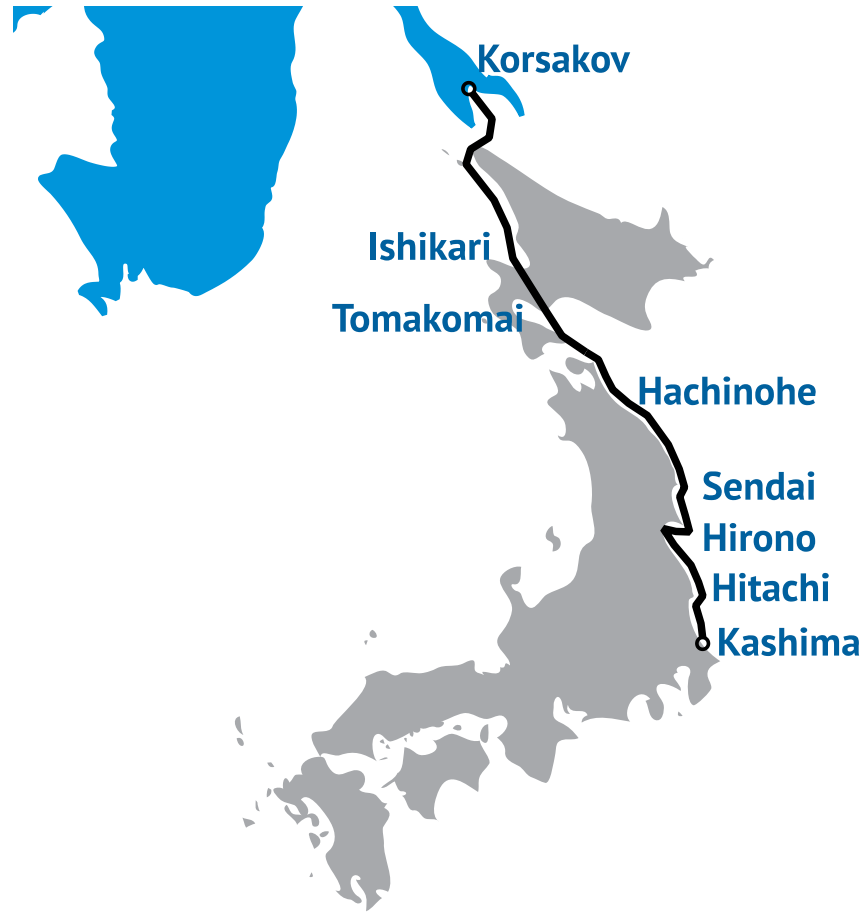 Korsakov
Ishikari
Tomakomai
Hachinohe
Sendai
Hirono
Hitachi
Kashima